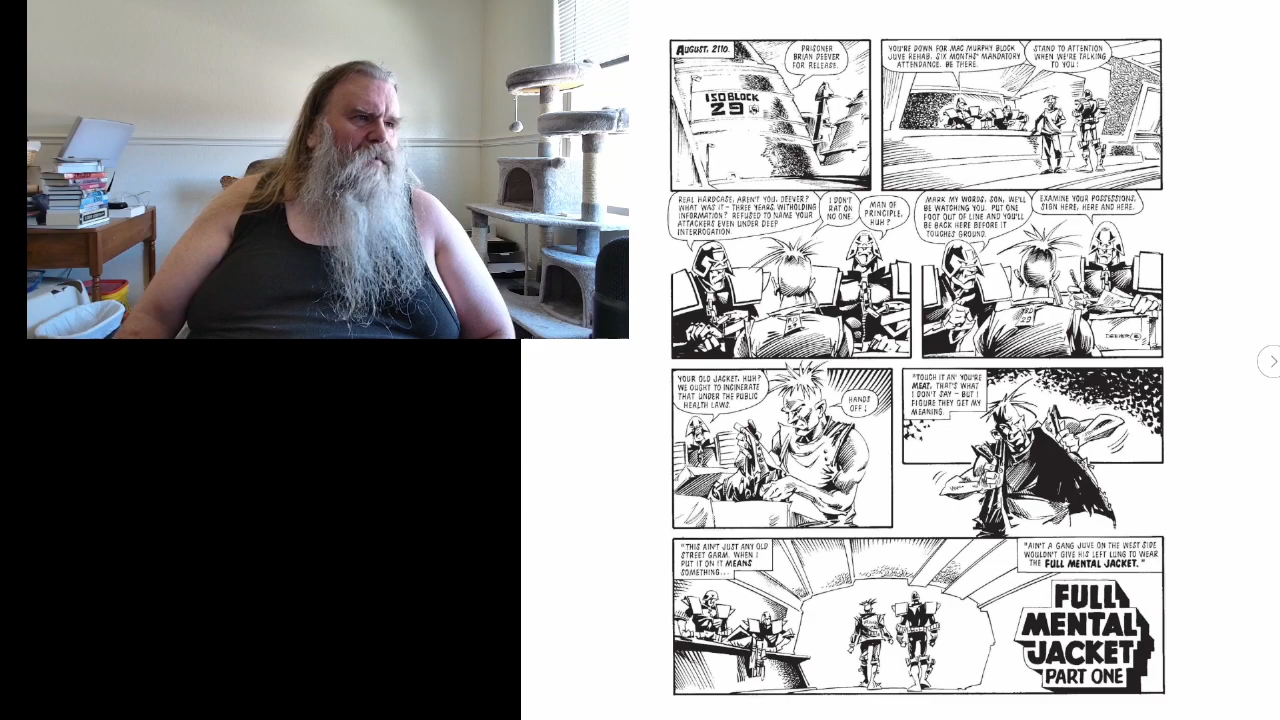 AUGUST, 2110.
PRISONER
BRIAN DEEVER
FOR RELEASE.
ISO BLOCK
29
YOU'RE DOWN FOR MAC MURPHY BLOCK
JUVE REHAB. SIX MONTHS' MANDATORY
ATTENDANCE. BE THERE.
STAND TO ATTENTION
WHEN WE'RE TALKING
TO YOU!
REAL HARDCASE, AREN'T YOU, DEEVER?
WHAT WAS IT – THREE YEARS, WITHOLDING
INFORMATION? REFUSED TO NAME YOUR
ATTACKERS EVEN UNDER DEEP
INTERROGATION.
I DON'T
RAT ON
NO ONE.
MAN OF
PRINCIPLE,
HUH?
MARK MY WORDS, SON, WE'LL
BE WATCHING YOU. PUT ONE
FOOT OUT OF LINE AND YOU'LL
BE BACK HERE BEFORE IT
TOUCHES GROUND.
EXAMINE YOUR POSSESSIONS,
SIGN HERE, HERE AND HERE.
29
DEEVER
YOUR OLD JACKET, HUH?
WE OUGHT TO INCINERATE
THAT UNDER THE PUBLIC
HEALTH LAWS.
HANDS
OFF!
"TOUCH IT AN' YOU'RE
MEAT. THAT'S WHAT
I DON'T SAY – BUT I
FIGURE THEY GET MY
MEANING.
"THIS AIN'T JUST ANY OLD
STREET GARM. WHEN I
PUT IT ON IT MEANS
SOMETHING...
"AIN'T A GANG JUVE ON THE WEST SIDE
WOULDN'T GIVE HIS LEFT LUNG TO WEAR
THE FULL MENTAL JACKET."
FULL
MENTAL
JACKET
PART ONE